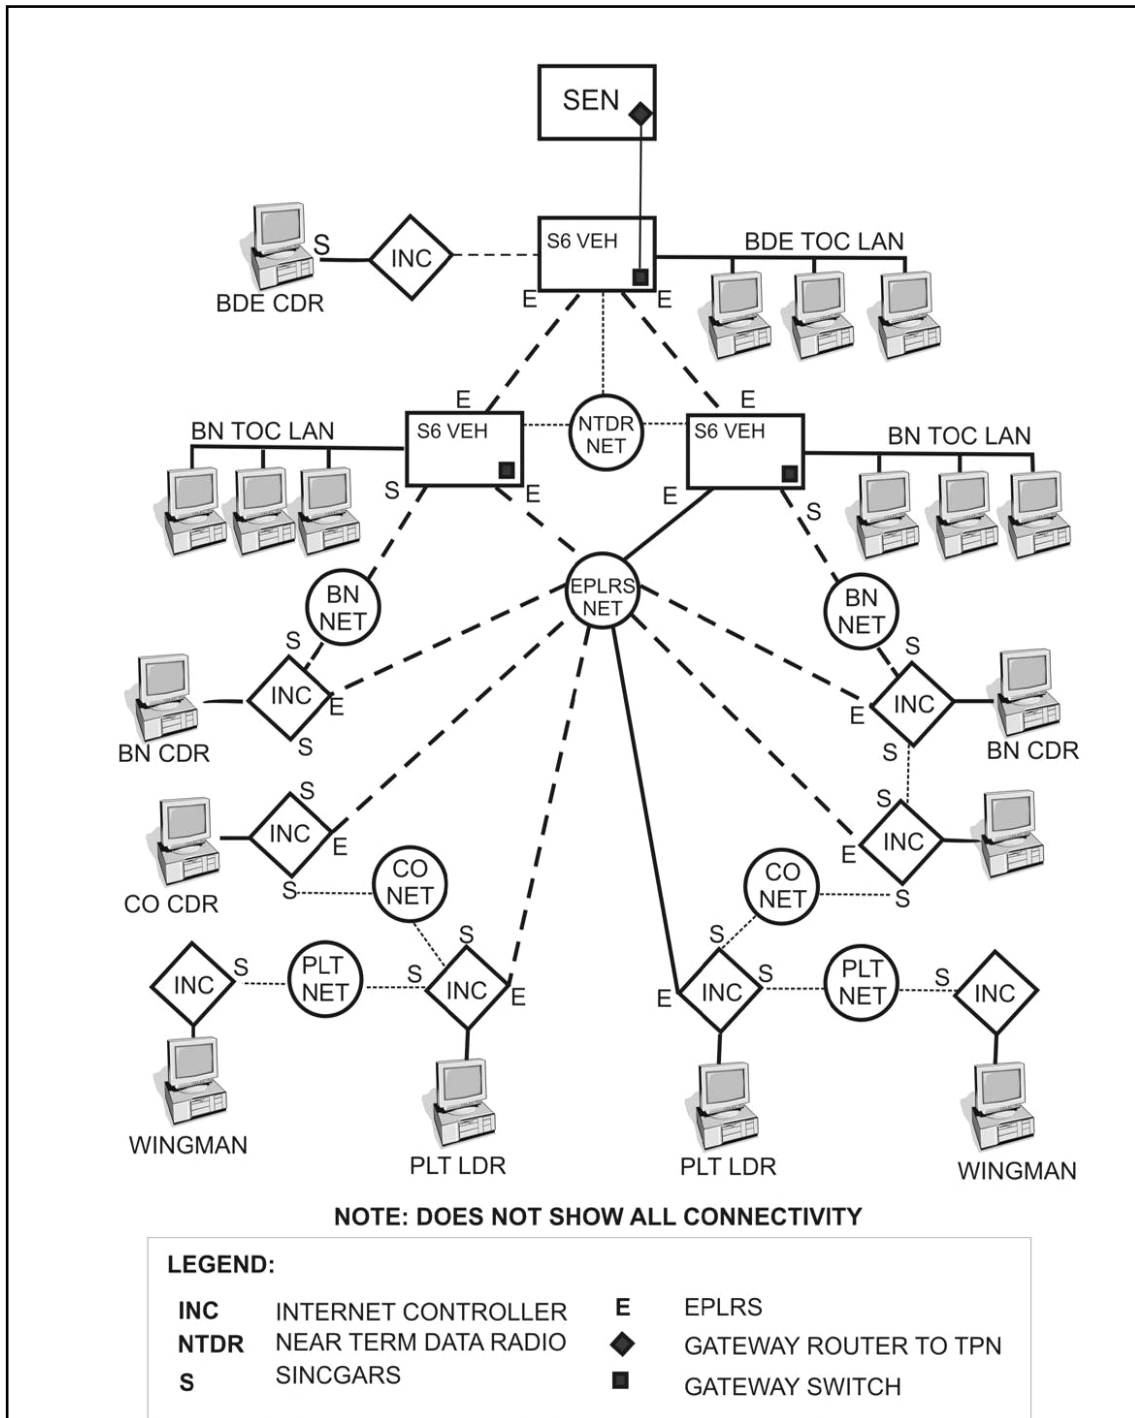 SEN
S6 VEH
BDE TOC LAN
S
INC
BDE CDR
E
E
E
E
NTDR
NET
S6 VEH
S6 VEH
BN TOC LAN
BN TOC LAN
S
E
E
S
EPLRS
NET
BN
NET
BN
NET
S
S
INC
E
E
INC
BN CDR
S
S
BN CDR
S
S
INC
E
E
INC
CO CDR
S
CO
NET
CO
NET
S
S
S
INC
S
PLT
NET
S
INC
E
E
INC
S
PLT
NET
S
INC
WINGMAN
PLT LDR
PLT LDR
WINGMAN
NOTE: DOES NOT SHOW ALL CONNECTIVITY
LEGEND:
INC INTERNET CONTROLLER
E EPLRS
NTDR NEAR TERM DATA RADIO
GATEWAY ROUTER TO TPN
S SINCGARS
GATEWAY SWITCH